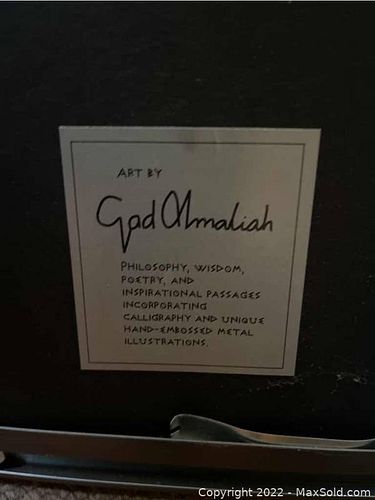 ART BY
Gad Almaliah
PHILOSOPHY, WISDOM,
POETRY, AND
INSPIRATIONAL PASSAGES
INCORPORATING
CALLIGRAPHY AND UNIQUE
HAND-EMBOSSED METAL
ILLUSTRATIONS.
Copyright © 2022 - MaxSold.com